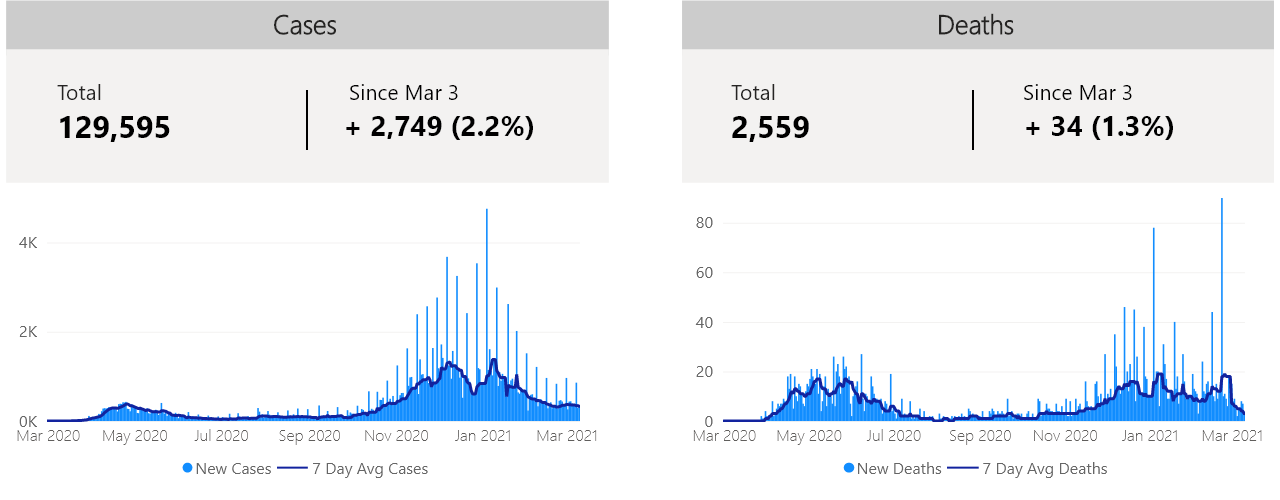 Cases
Total
129,595
Since Mar 3
+ 2,749 (2.2%)
4K
2K
0K
Mar 2020 May 2020 Jul 2020 Sep 2020 Nov 2020 Jan 2021 Mar 2021
New Cases 7 Day Avg Cases
Deaths
Total
2,559
Since Mar 3
+ 34 (1.3%)
80
60
40
20
0
Mar 2020 May 2020 Jul 2020 Sep 2020 Nov 2020 Jan 2021 Mar 2021
New Deaths 7 Day Avg Deaths